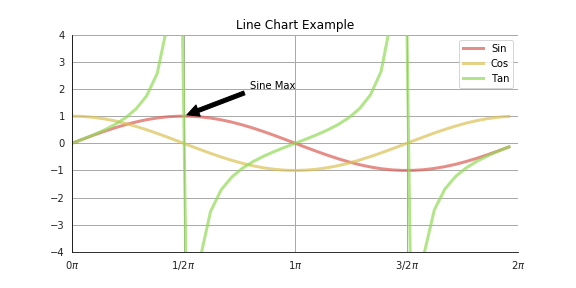 Line Chart Example
4
3
2
1
0
−1
−2
−3
−4
Sine Max
Sin
Cos
Tan
0π
1/2π
1π
3/2π
2π